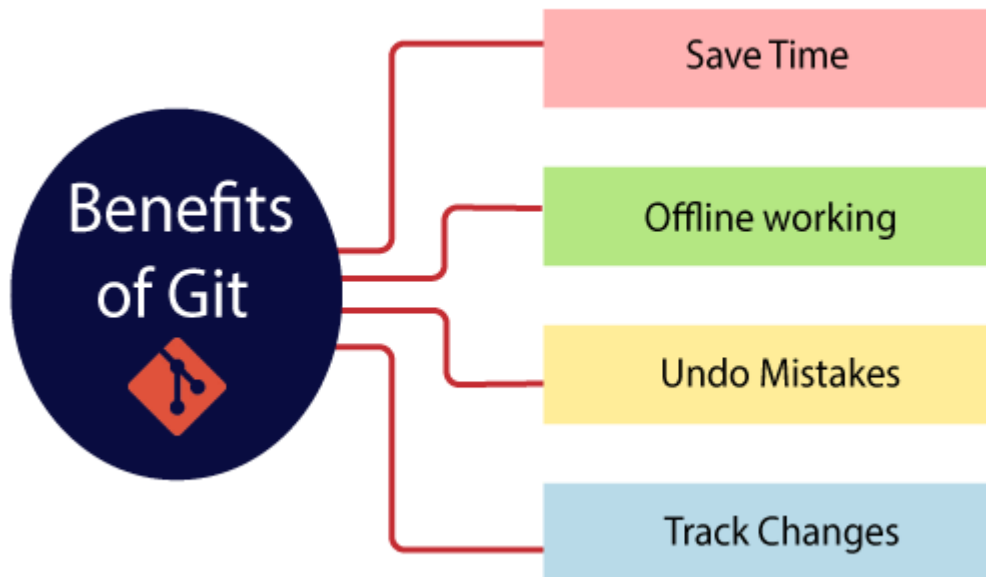 Benefits
of Git
Save Time
Offline working
Undo Mistakes
Track Changes